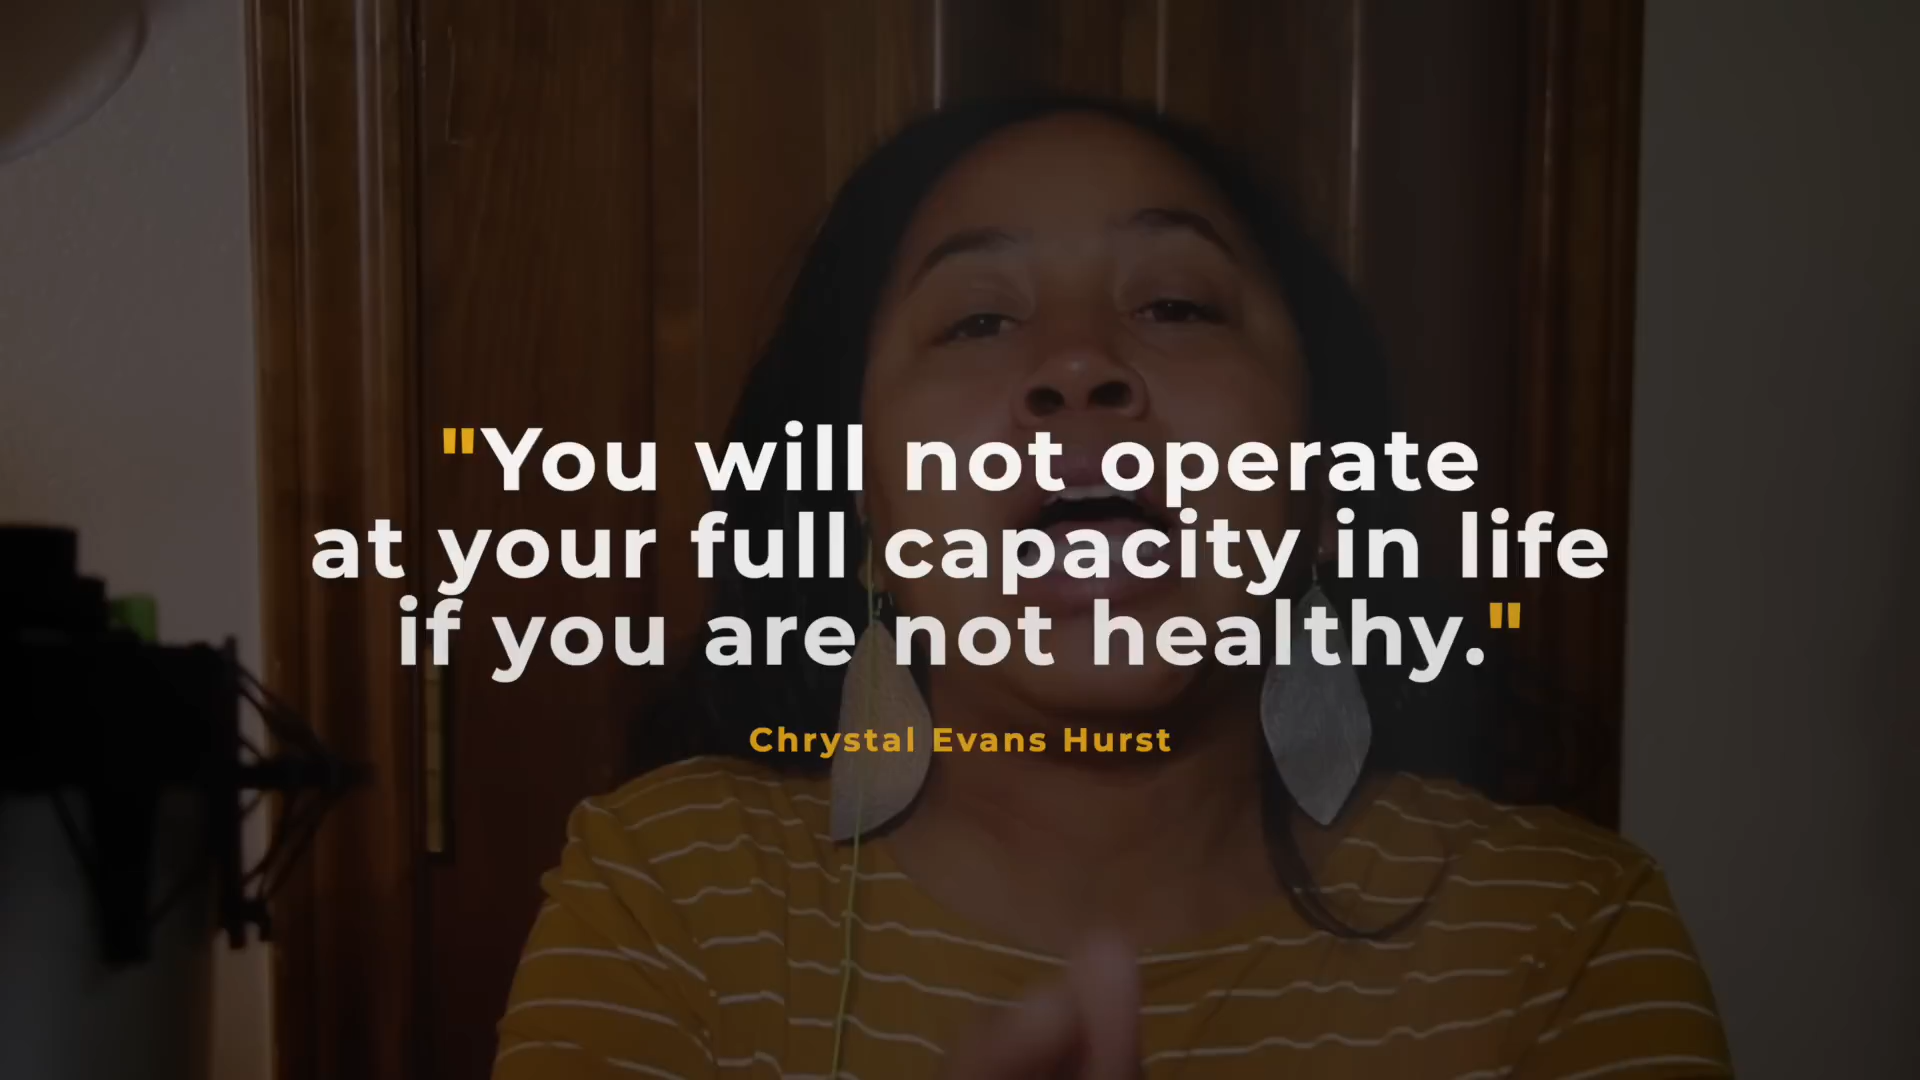 "You will not operate
at your full capacity in life
if you are not healthy."
Chrystal Evans Hurst